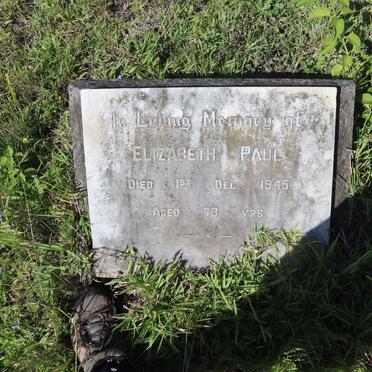 In Loving Memory of
ELIZABETH PAUL
DIED 1ST DEC. 1945
AGED 73 YRS